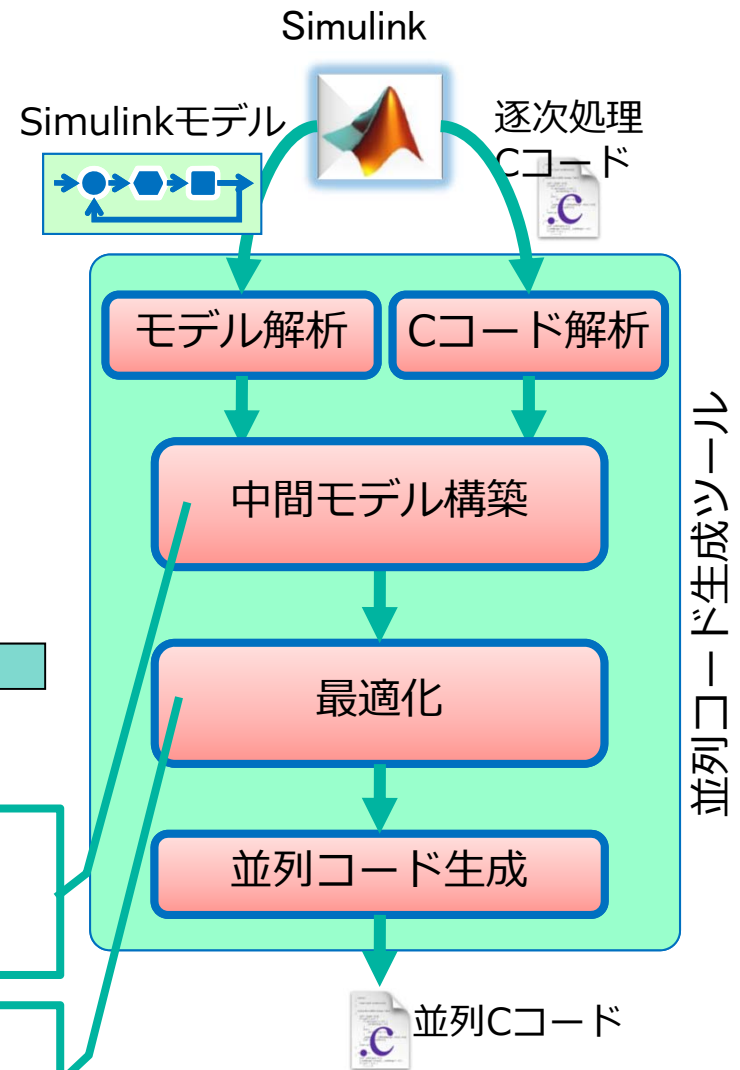 Simulink
Simulinkモデル
逐次処理
Cコード
.C
モデル解析
Cコード解析
中間モデル構築
最適化
並列コード生成
並列コード生成ツール
.C
並列Cコード